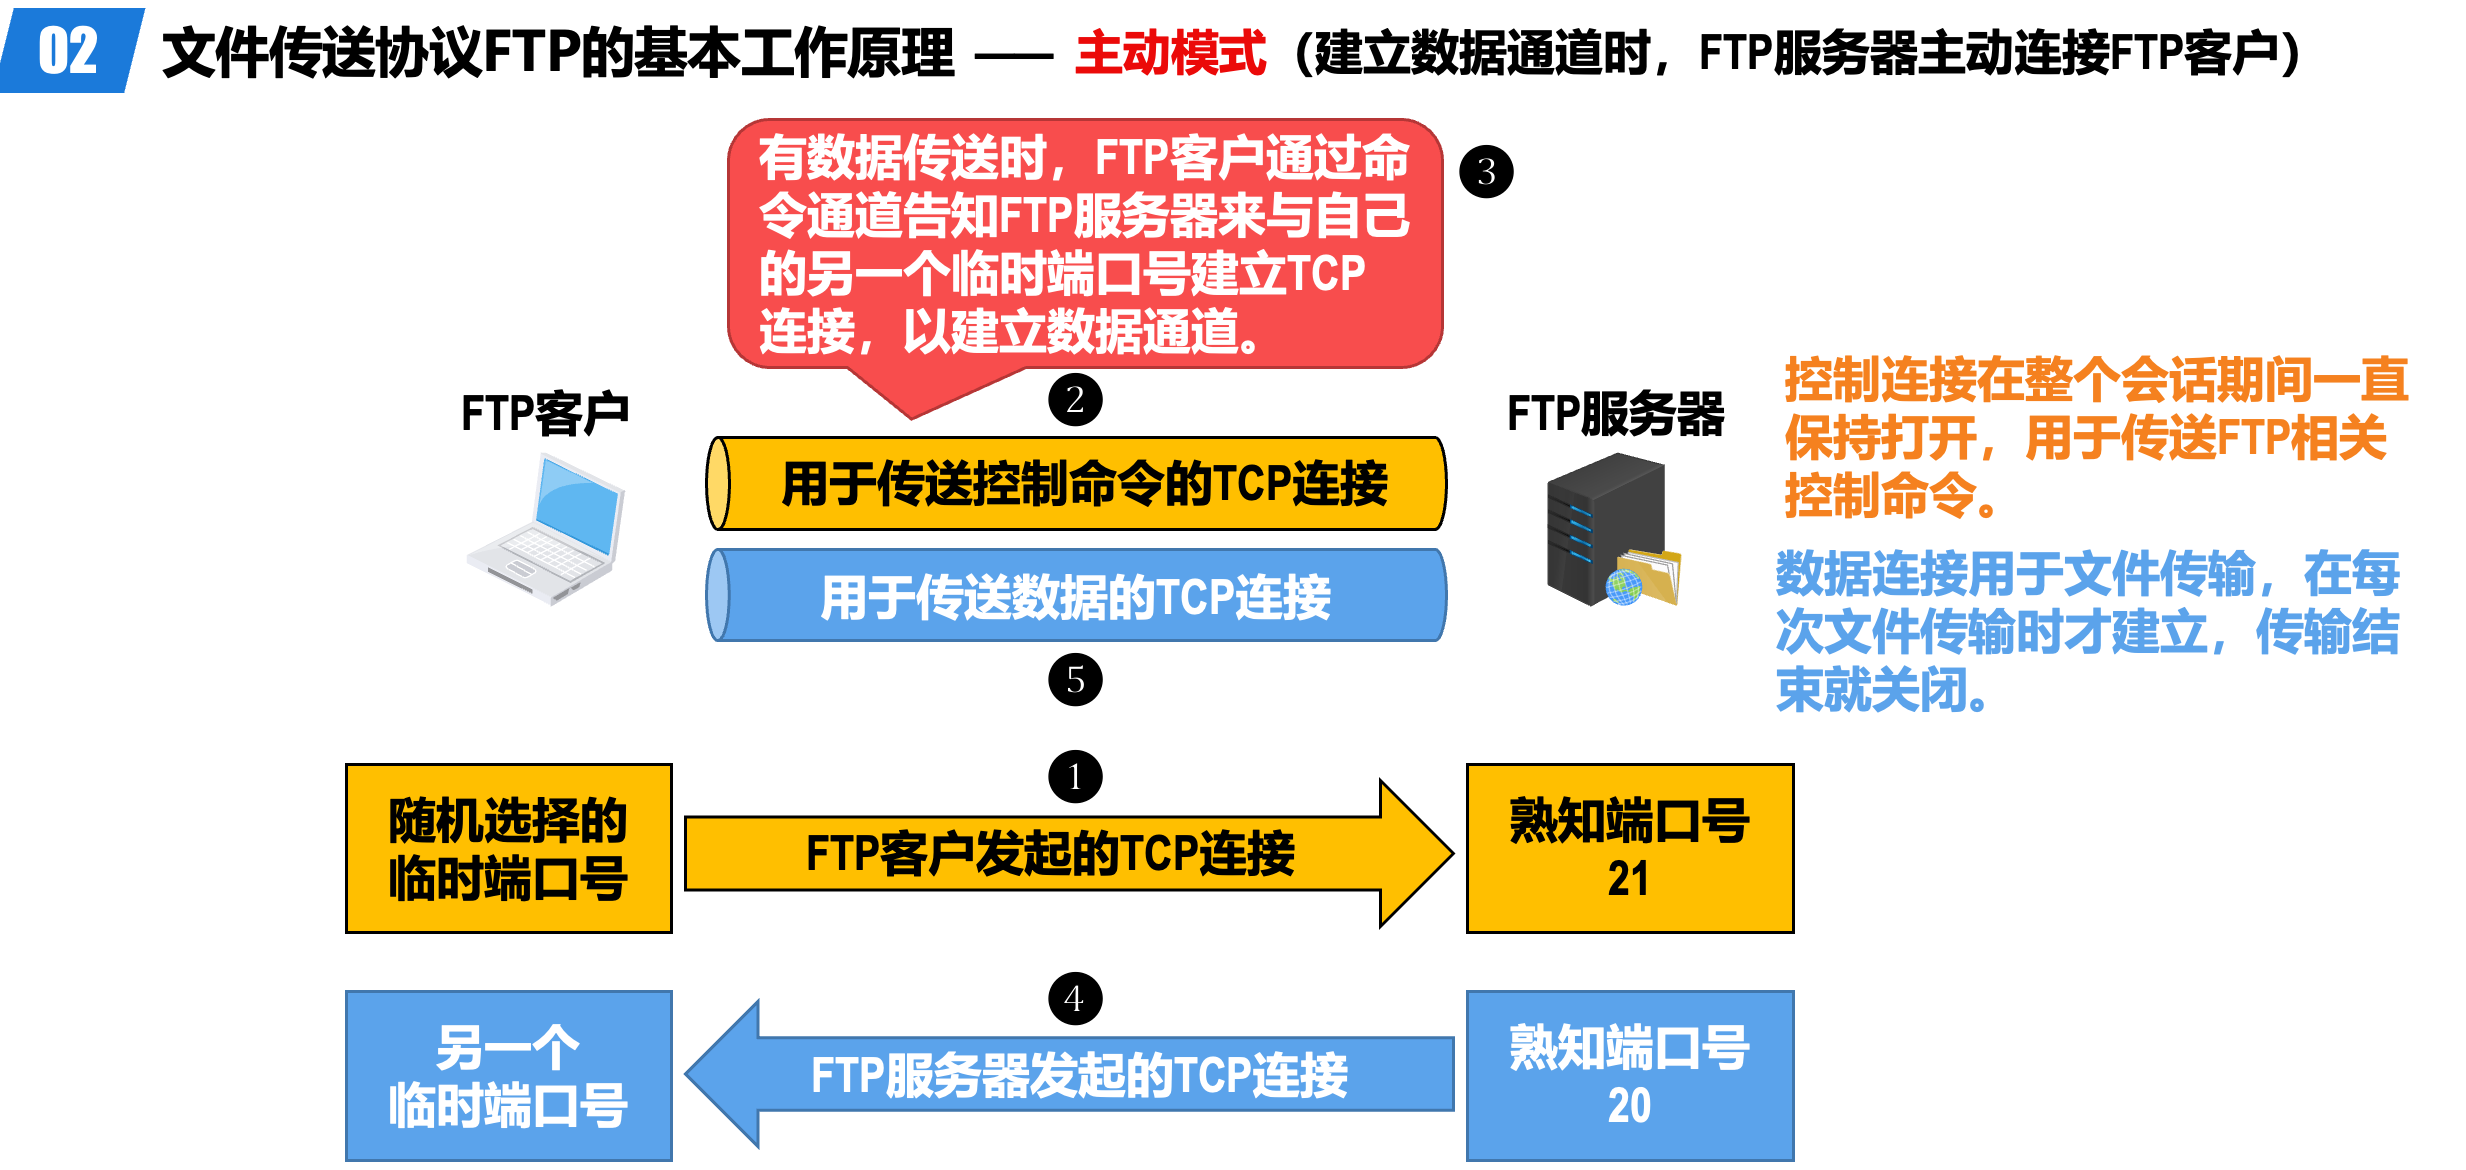 02 文件传送协议FTP的基本工作原理 —— 主动模式（建立数据通道时，FTP服务器主动连接FTP客户）
有数据传送时，FTP客户通过命
令通道告知FTP服务器来与自己
的另一个临时端口号建立TCP
连接，以建立数据通道。
3
2
FTP客户
FTP服务器
控制连接在整个会话期间一直
保持打开，用于传送FTP相关
控制命令。
用于传送控制命令的TCP连接
数据连接用于文件传输，在每
次文件传输时才建立，传输结
束就关闭。
用于传送数据的TCP连接
5
1
随机选择的
临时端口号
FTP客户发起的TCP连接
熟知端口号
21
4
另一个
临时端口号
FTP服务器发起的TCP连接
熟知端口号
20